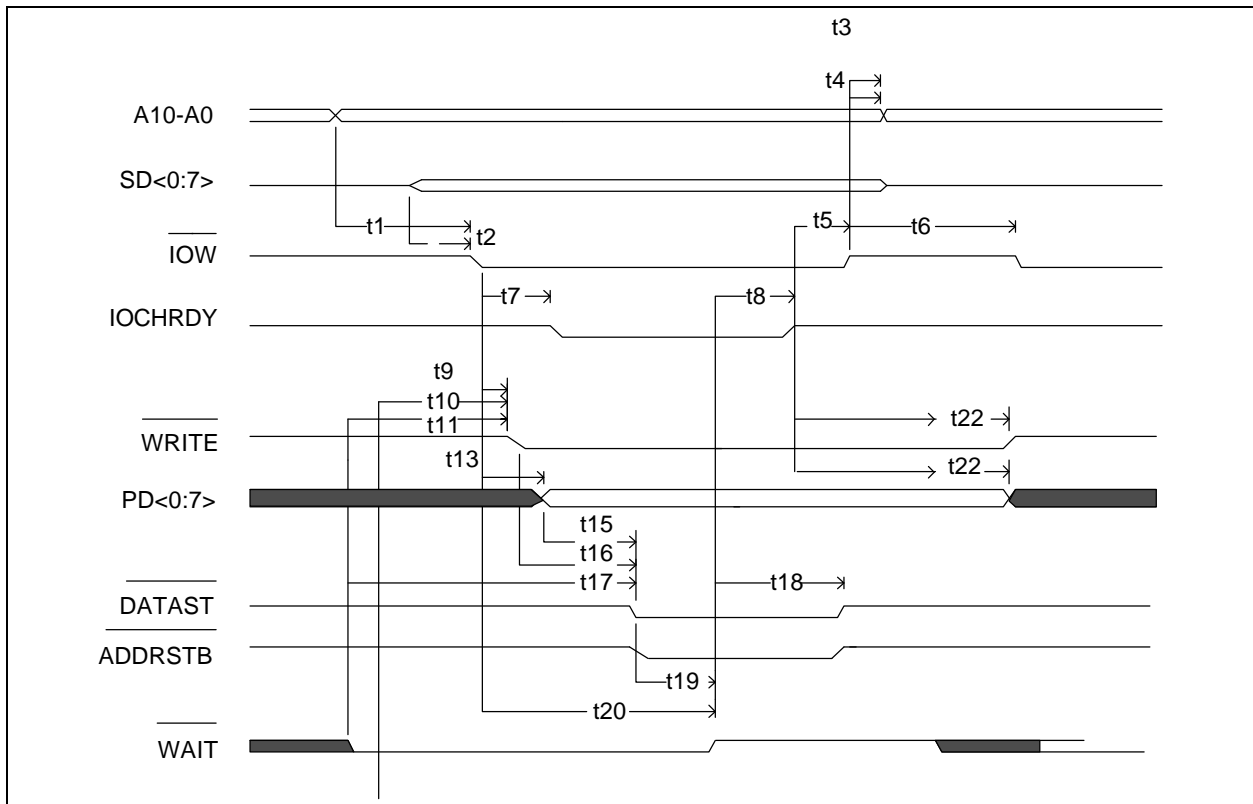 t3
t4
A10-A0
SD<0:7>
t1
t2
t5
t6
IOW
t7
t8
IOCHRDY
t9
t10
t11
t22
WRITE
t13
t22
PD<0:7>
t15
t16
t17
t18
DATAST
ADDRSTB
t19
t20
WAIT